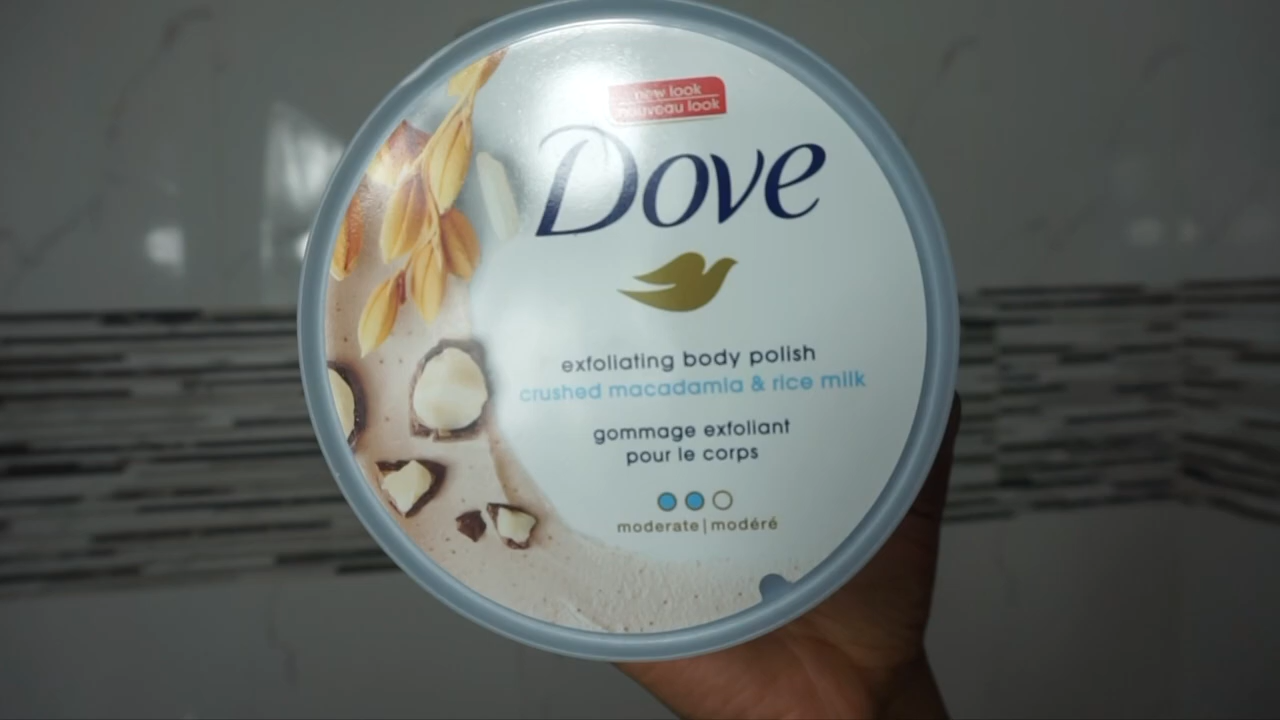 new look
nouveau look
Dove
exfoliating body polish
crushed macadamia & rice milk
gommage exfoliant
pour le corps
moderate | modéré